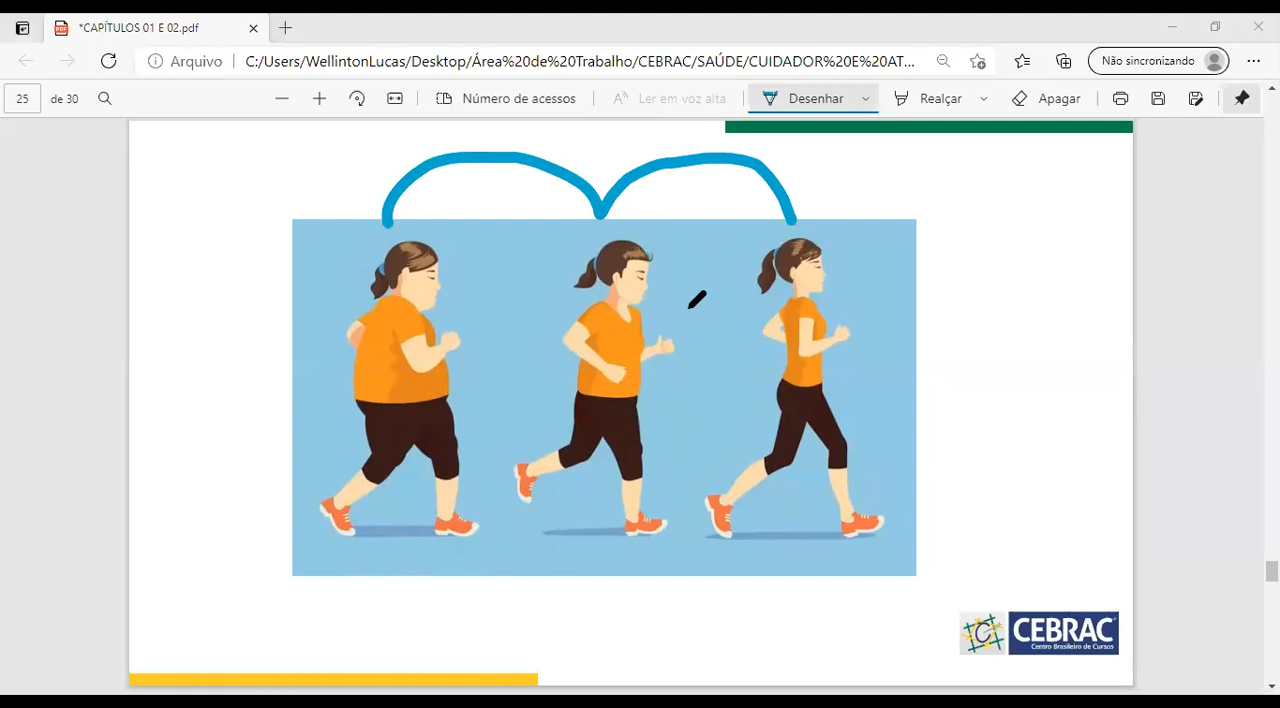 *CAPÍTULOS 01 E 02.pdf
Arquivo C:/Users/WellintonLucas/Desktop/Área%20de%20Trabalho/CEBRAC/SAÚDE/CUIDADOR%20E%20AT... Não sincronizando
25 de 30 Número de acessos Ler em voz alta Desenhar Realçar Apagar
CEBRAC
Centro Brasileiro de Cursos